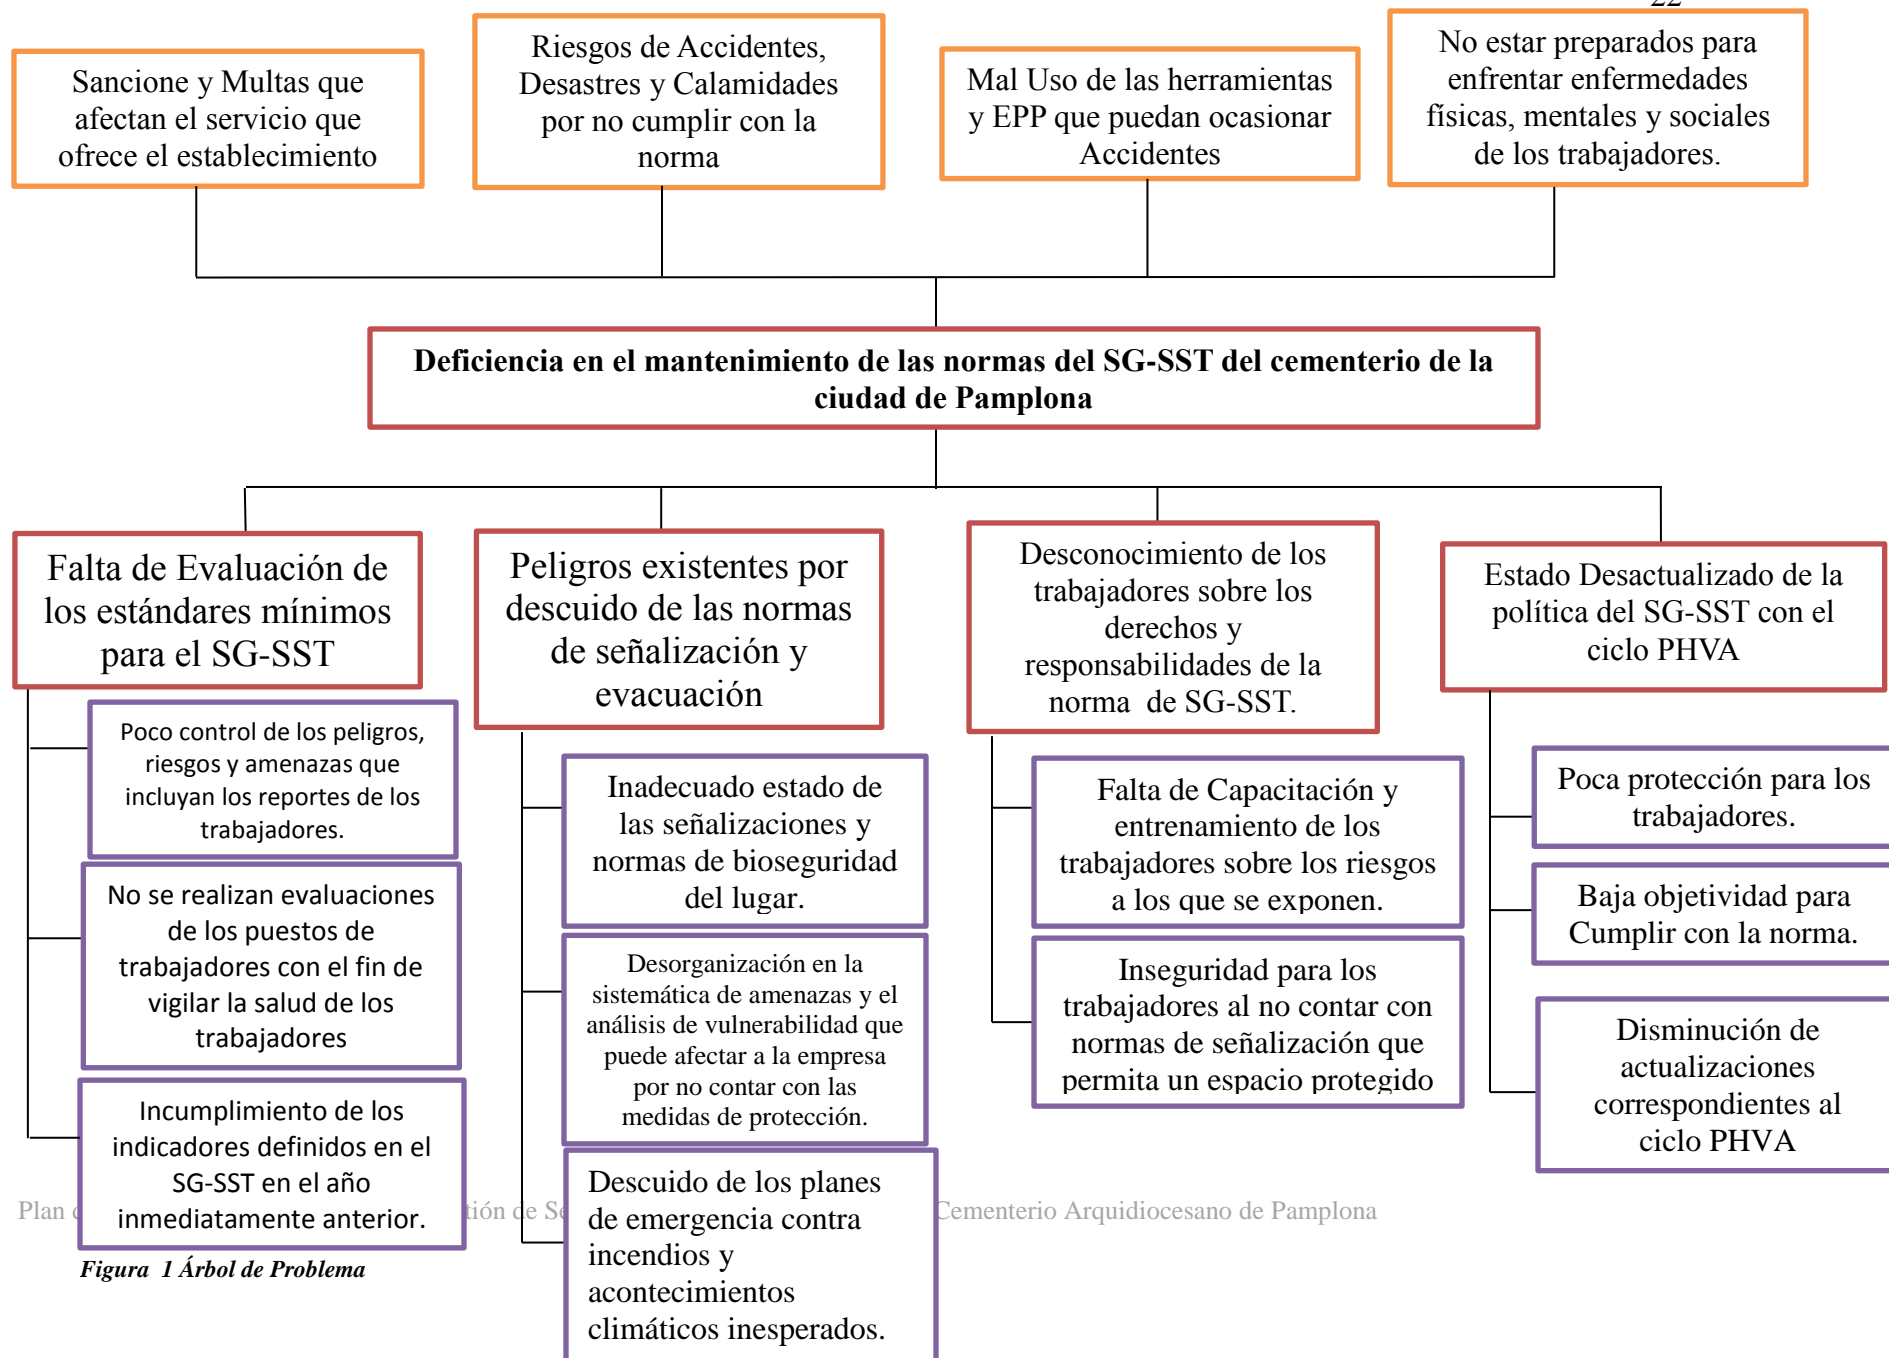 22
Sancione y Multas que
afectan el servicio que
ofrece el establecimiento
Riesgos de Accidentes,
Desastres y Calamidades
por no cumplir con la
norma
Mal Uso de las herramientas
y EPP que puedan ocasionar
Accidentes
No estar preparados para
enfrentar enfermedades
físicas, mentales y sociales
de los trabajadores.
Deficiencia en el mantenimiento de las normas del SG-SST del cementerio de la
ciudad de Pamplona
Falta de Evaluación de
los estándares mínimos
para el SG-SST
Poco control de los peligros,
riesgos y amenazas que
incluyan los reportes de los
trabajadores.
No se realizan evaluaciones
de los puestos de
trabajadores con el fin de
vigilar la salud de los
trabajadores
Incumplimiento de los
indicadores definidos en el
SG-SST en el año
inmediatamente anterior.
Peligros existentes por
descuido de las normas
de señalización y
evacuación
Inadecuado estado de
las señalizaciones y
normas de bioseguridad
del lugar.
Desorganización en la
sistemática de amenazas y el
análisis de vulnerabilidad que
puede afectar a la empresa
por no contar con las
medidas de protección.
Descuido de los planes
de emergencia contra
incendios y
acontecimientos
climáticos inesperados.
Desconocimiento de los
trabajadores sobre los
derechos y
responsabilidades de la
norma de SG-SST.
Falta de Capacitación y
entrenamiento de los
trabajadores sobre los riesgos
a los que se exponen.
Inseguridad para los
trabajadores al no contar con
normas de señalización que
permita un espacio protegido
Estado Desactualizado de la
política del SG-SST con el
ciclo PHVA
Poca protección para los
trabajadores.
Baja objetividad para
Cumplir con la norma.
Disminución de
actualizaciones
correspondientes al
ciclo PHVA
Plan tión de Se Cementerio Arquidiocesano de Pamplona
Figura 1 Árbol de Problema